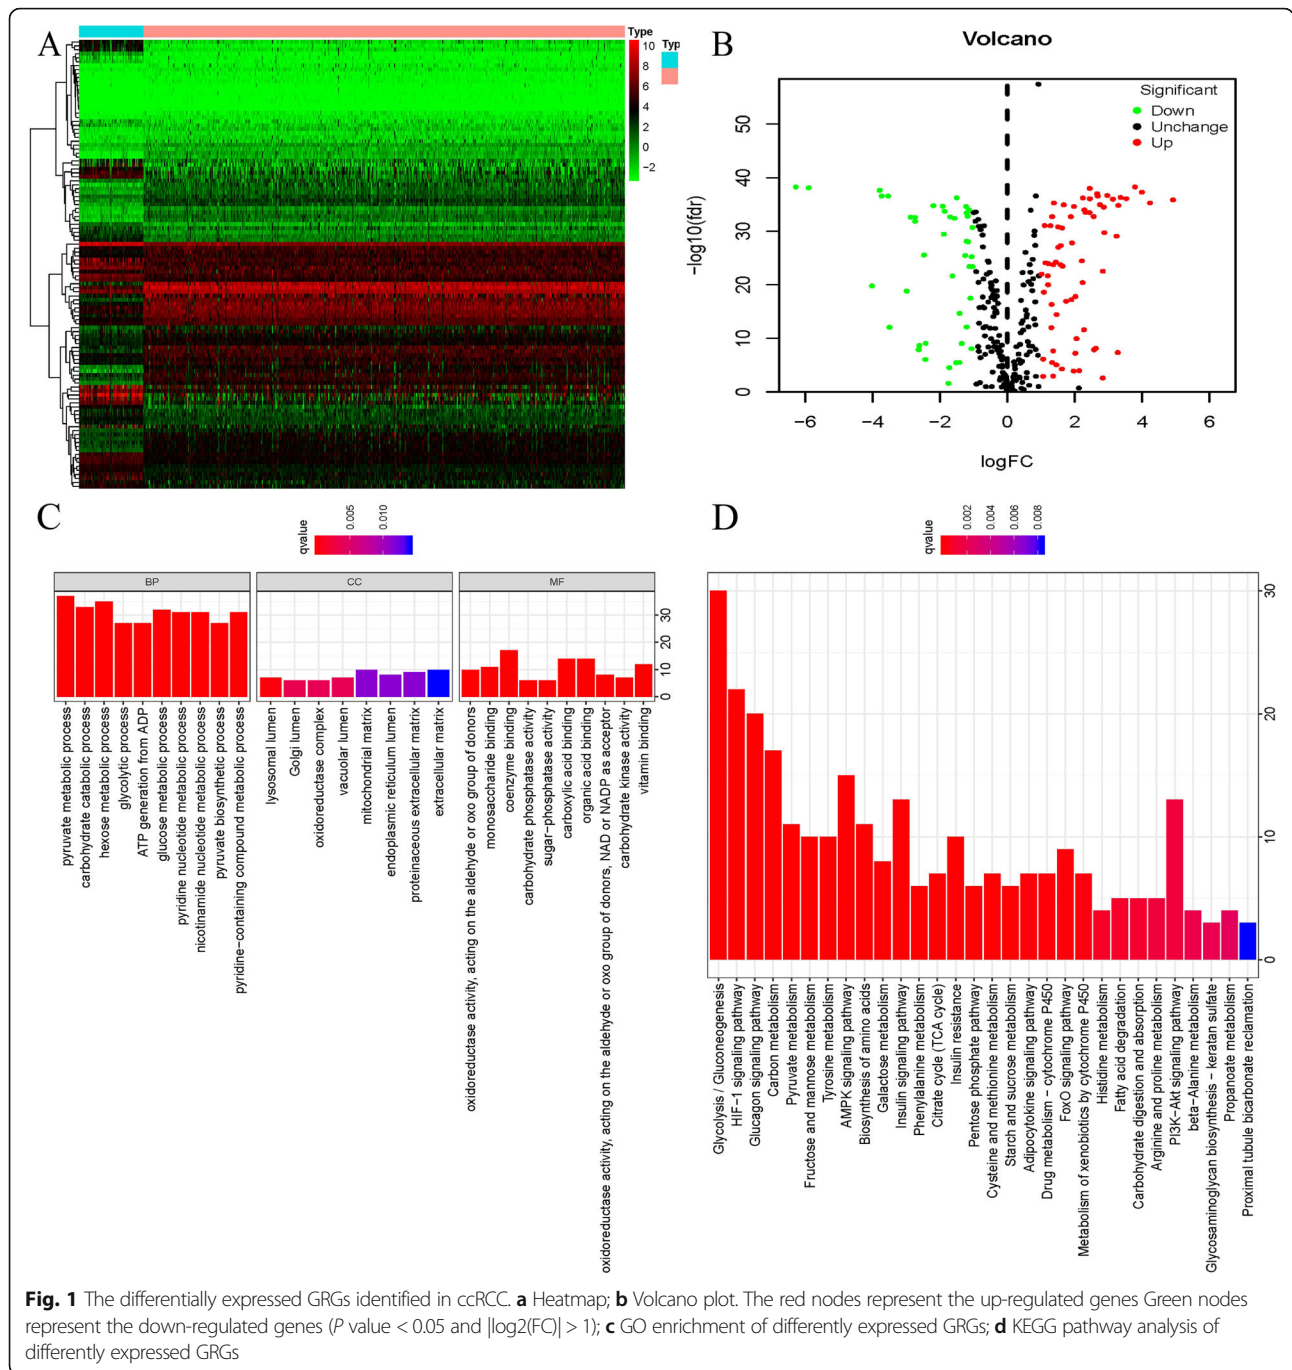 A
Type
10
8
6
4
2
0
−2
Typ
B
Volcano
Significant
Down
Unchange
Up
−log10(fdr)
0
10
20
30
40
50
−6
−4
−2
0
2
4
6
logFC
C
qvalue
0.005
0.010
BP
CC
MF
0
10
20
30
pyruvate metabolic process
carbohydrate catabolic process
hexose metabolic process
glycolytic process
ATP generation from ADP
glucose metabolic process
pyridine nucleotide metabolic process
nicotinamide nucleotide metabolic process
pyruvate biosynthetic process
pyridine−containing compound metabolic process
lysosomal lumen
Golgi lumen
oxidoreductase complex
vacuolar lumen
mitochondrial matrix
endoplasmic reticulum lumen
proteinaceous extracellular matrix
extracellular matrix
oxidoreductase activity, acting on the aldehyde or oxo group of donors
monosaccharide binding
coenzyme binding
carbohydrate phosphatase activity
sugar−phosphatase activity
carboxylic acid binding
organic acid binding
oxidoreductase activity, acting on the aldehyde or oxo group of donors, NAD or NADP as acceptor
carbohydrate kinase activity
vitamin binding
D
qvalue
0.002
0.004
0.006
0.008
0
10
20
30
Glycolysis / Gluconeogenesis
HIF−1 signaling pathway
Glucagon signaling pathway
Carbon metabolism
Pyruvate metabolism
Fructose and mannose metabolism
Tyrosine metabolism
AMPK signaling pathway
Biosynthesis of amino acids
Galactose metabolism
Insulin signaling pathway
Phenylalanine metabolism
Citrate cycle (TCA cycle)
Insulin resistance
Pentose phosphate pathway
Cysteine and methionine metabolism
Starch and sucrose metabolism
Adipocytokine signaling pathway
Drug metabolism − cytochrome P450
FoxO signaling pathway
Metabolism of xenobiotics by cytochrome P450
Histidine metabolism
Fatty acid degradation
Carbohydrate digestion and absorption
Arginine and proline metabolism
PI3K−Akt signaling pathway
beta−Alanine metabolism
Glycosaminoglycan biosynthesis − keratan sulfate
Propanoate metabolism
Proximal tubule bicarbonate reclamation
Fig. 1 The differentially expressed GRGs identified in ccRCC. a Heatmap; b Volcano plot. The red nodes represent the up-regulated genes Green nodes
represent the down-regulated genes (P value < 0.05 and |log2(FC)| > 1); c GO enrichment of differently expressed GRGs; d KEGG pathway analysis of
differently expressed GRGs